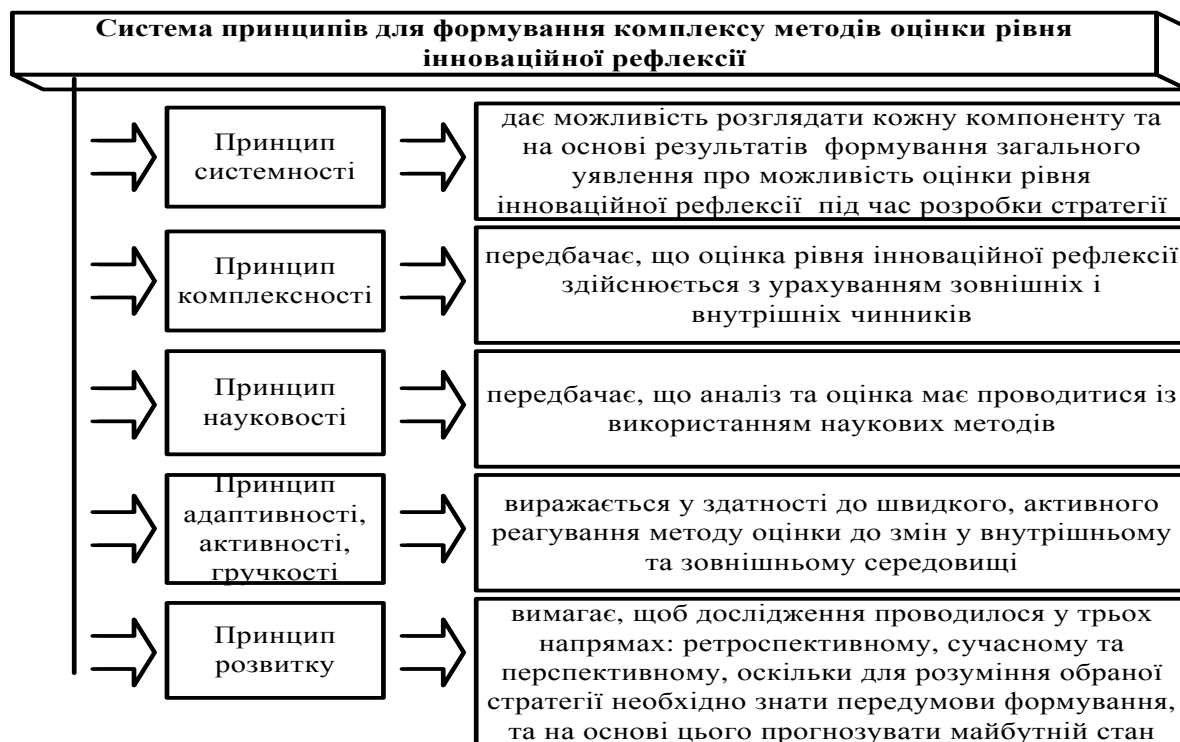 Система принципів для формування комплексу методів оцінки рівня
інноваційної рефлексії
Принцип
системності
дає можливість розглядати кожну компоненту та
на основі результатів формування загального
уявлення про можливість оцінки рівня
інноваційної рефлексії під час розробки стратегії
Принцип
комплексності
передбачає, що оцінка рівня інноваційної рефлексії
здійснюється з урахуванням зовнішніх і
внутрішніх чинників
Принцип
науковості
передбачає, що аналіз та оцінка має проводитися із
використанням наукових методів
Принцип
адаптивності,
активності,
гручкості
виражається у здатності до швидкого, активного
реагування методу оцінки до змін у внутрішньому
та зовнішньому середовищі
Принцип
розвитку
вимагає, щоб дослідження проводилося у трьох
напрямах: ретроспективному, сучасному та
перспективному, оскільки для розуміння обраної
стратегії необхідно знати передумови формування,
та на основі цього прогнозувати майбутній стан